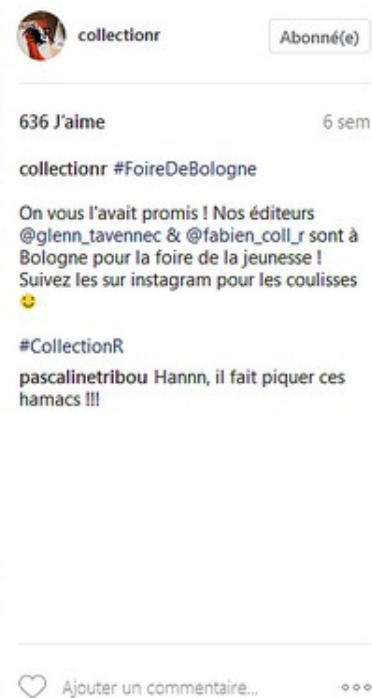 collectionr
Abonné(e)
636 J'aime
6 sem
collectionr #FoireDeBologne
On vous l'avait promis ! Nos éditeurs
@glenn_tavennec & @fabien_coll_r sont à
Bologne pour la foire de la jeunesse !
Suivez les sur instagram pour les coulisses
#CollectionR
pascalinetribou Hannn, il fait piquer ces
hamacs !!!
Ajouter un commentaire...